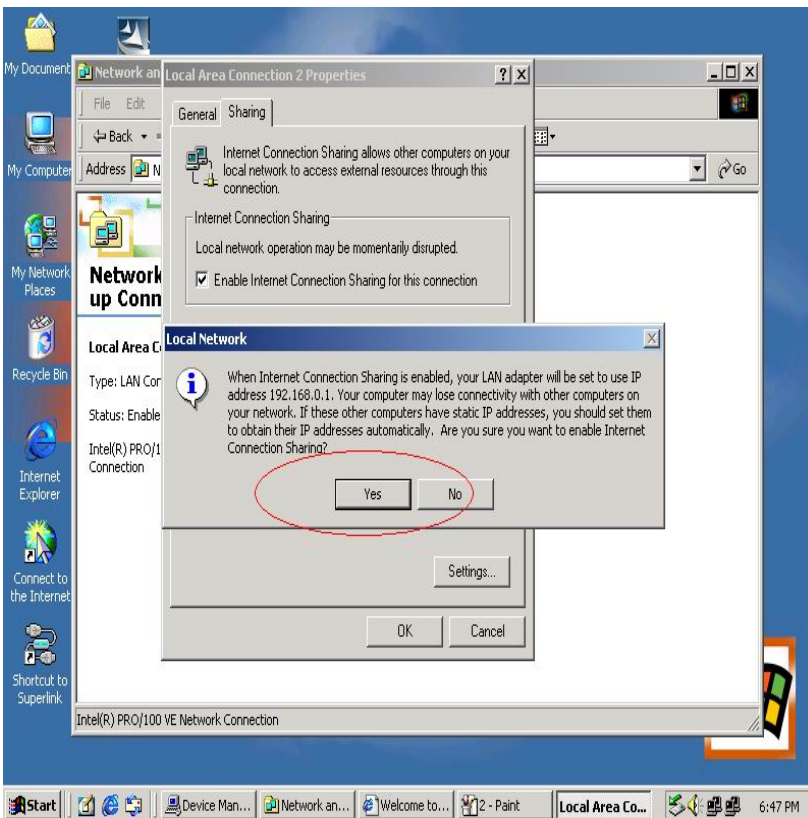 My Document
My Computer
My Network
Places
Recycle Bin
Internet
Explorer
Connect to
the Internet
Shortcut to
Superlink
Network an
File Edit
Back
Address N
Go
Network
up Conn
Local Area C
Type: LAN Cor
Status: Enable
Intel(R) PRO/1
Connection
Intel(R) PRO/100 VE Network Connection
Local Area Connection 2 Properties
General Sharing
Internet Connection Sharing allows other computers on your
local network to access external resources through this
connection.
Internet Connection Sharing
Local network operation may be momentarily disrupted.
Enable Internet Connection Sharing for this connection
Local Network
When Internet Connection Sharing is enabled, your LAN adapter will be set to use IP
address 192.168.0.1. Your computer may lose connectivity with other computers on
your network. If these other computers have static IP addresses, you should set them
to obtain their IP addresses automatically. Are you sure you want to enable Internet
Connection Sharing?
Yes No
Settings...
OK Cancel
Start Device Man... Network an... Welcome to... 2 - Paint Local Area Co... 6:47 PM